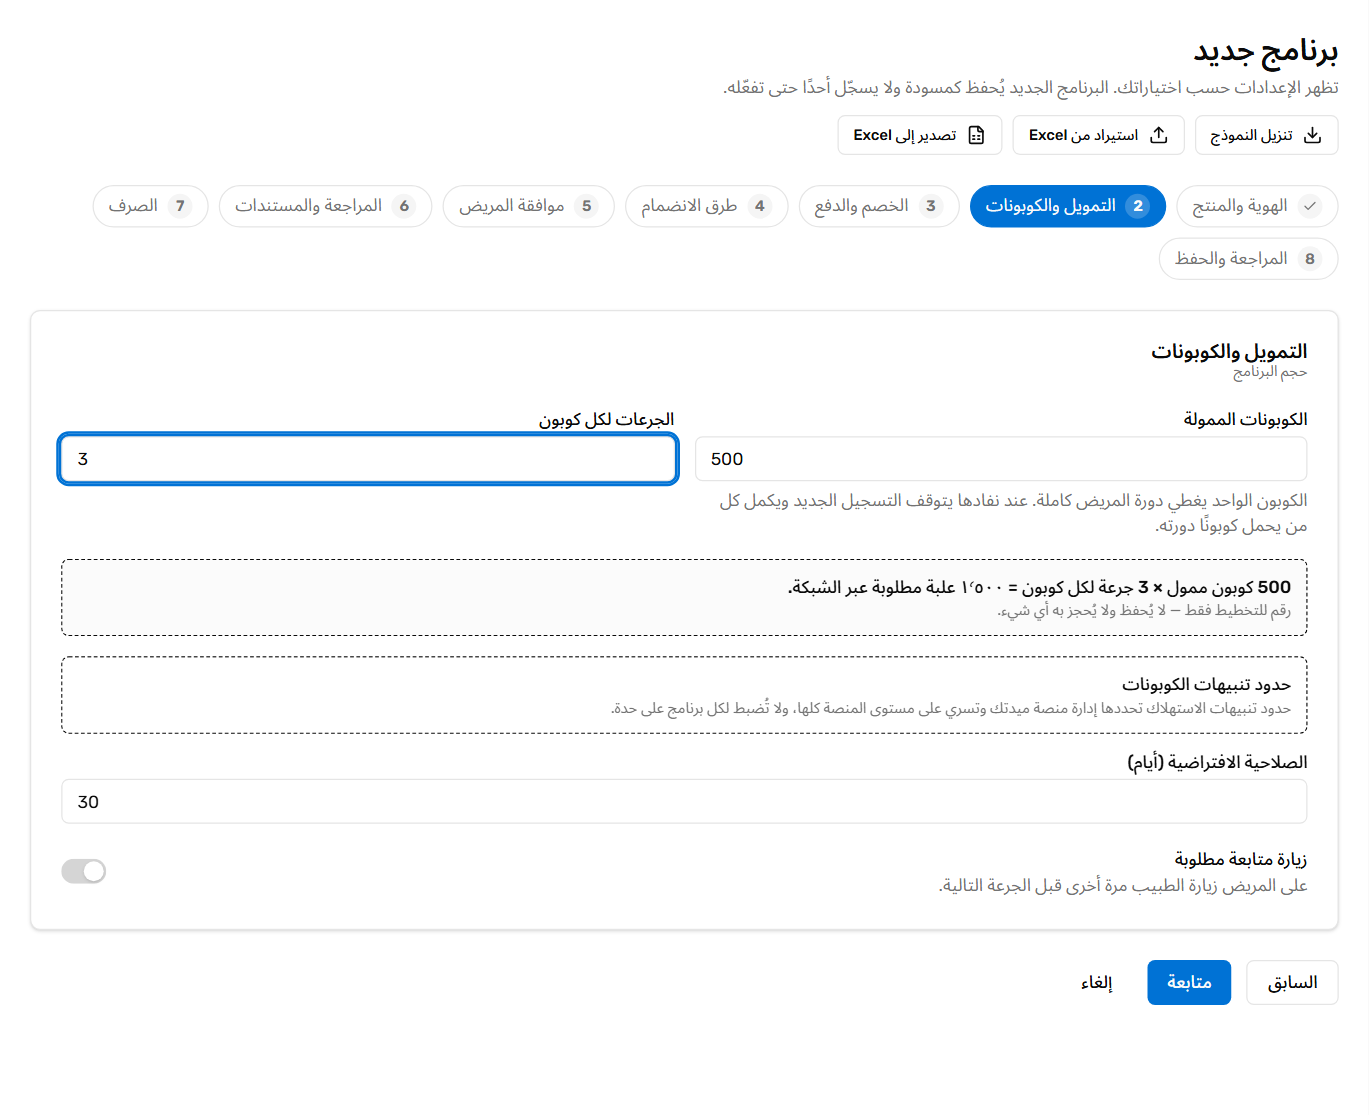 برنامج جديد
تظهر الإعدادات حسب اختياراتك. البرنامج الجديد يُحفظ كمسودة ولا يسجّل أحدًا حتى تفعّله.
تنزيل النموذج
استيراد من Excel
تصدير إلى Excel
الهوية والمنتج
2 التمويل والكوبونات
3 الخصم والدفع
4 طرق الانضمام
5 موافقة المريض
6 المراجعة والمستندات
7 الصرف
8 المراجعة والحفظ
التمويل والكوبونات
حجم البرنامج
الكوبونات الممولة
500
الجرعات لكل كوبون
3
الكوبون الواحد يغطي دورة المريض كاملة. عند نفادها يتوقف التسجيل الجديد ويكمل كل
من يحمل كوبونًا دورته.
500 كوبون ممول × 3 جرعة لكل كوبون = ١٬٥٠٠ علبة مطلوبة عبر الشبكة.
رقم للتخطيط فقط — لا يُحفظ ولا يُحجز به أي شيء.
حدود تنبيهات الكوبونات
حدود تنبيهات الاستهلاك تحددها إدارة منصة ميدتك وتسري على مستوى المنصة كلها، ولا تُضبط لكل برنامج على حدة.
الصلاحية الافتراضية (أيام)
30
زيارة متابعة مطلوبة
على المريض زيارة الطبيب مرة أخرى قبل الجرعة التالية.
السابق
متابعة
إلغاء